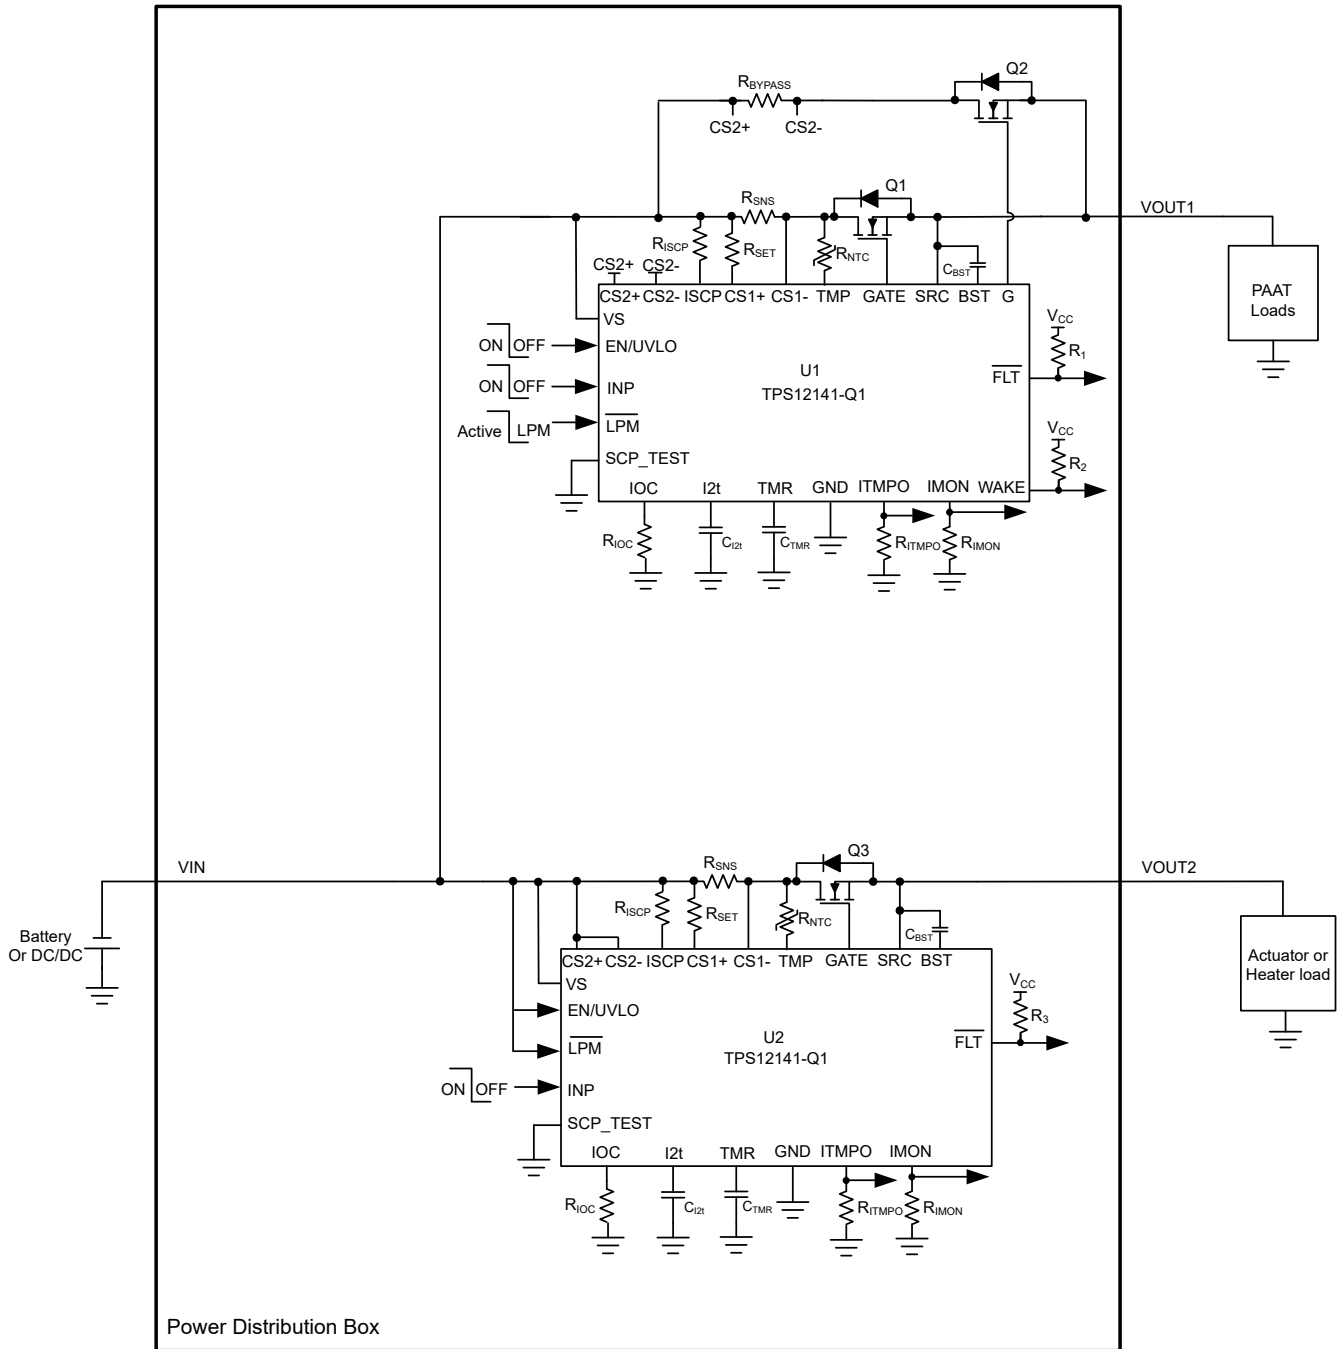 Q2
RBYPASS
CS2+
CS2-
Q1
RSNS
VOUT1
RISCP
RSET
RNTC
CBST
CS2+ CS2-
CS2+ CS2- ISCP CS1+ CS1- TMP GATE SRC BST G
PAAT
Loads
VS
VCC
ON OFF
EN/UVLO
R1
U1
TPS12141-Q1
FLT
ON OFF
INP
Active LPM
LPM
VCC
SCP_TEST
R2
IOC I2t TMR GND ITMPO IMON WAKE
RIOC
CI2t
CTMR
RITMPO
RIMON
VIN
RSNS
Q3
VOUT2
RISCP
RSET
RNTC
CBST
Battery
Or DC/DC
CS2+ CS2- ISCP CS1+ CS1- TMP GATE SRC BST
Actuator or
Heater load
VS
VCC
EN/UVLO
R3
U2
TPS12141-Q1
FLT
LPM
ON OFF
INP
SCP_TEST
IOC I2t TMR GND ITMPO IMON
RIOC
CI2t
CTMR
RITMPO
RIMON
Power Distribution Box